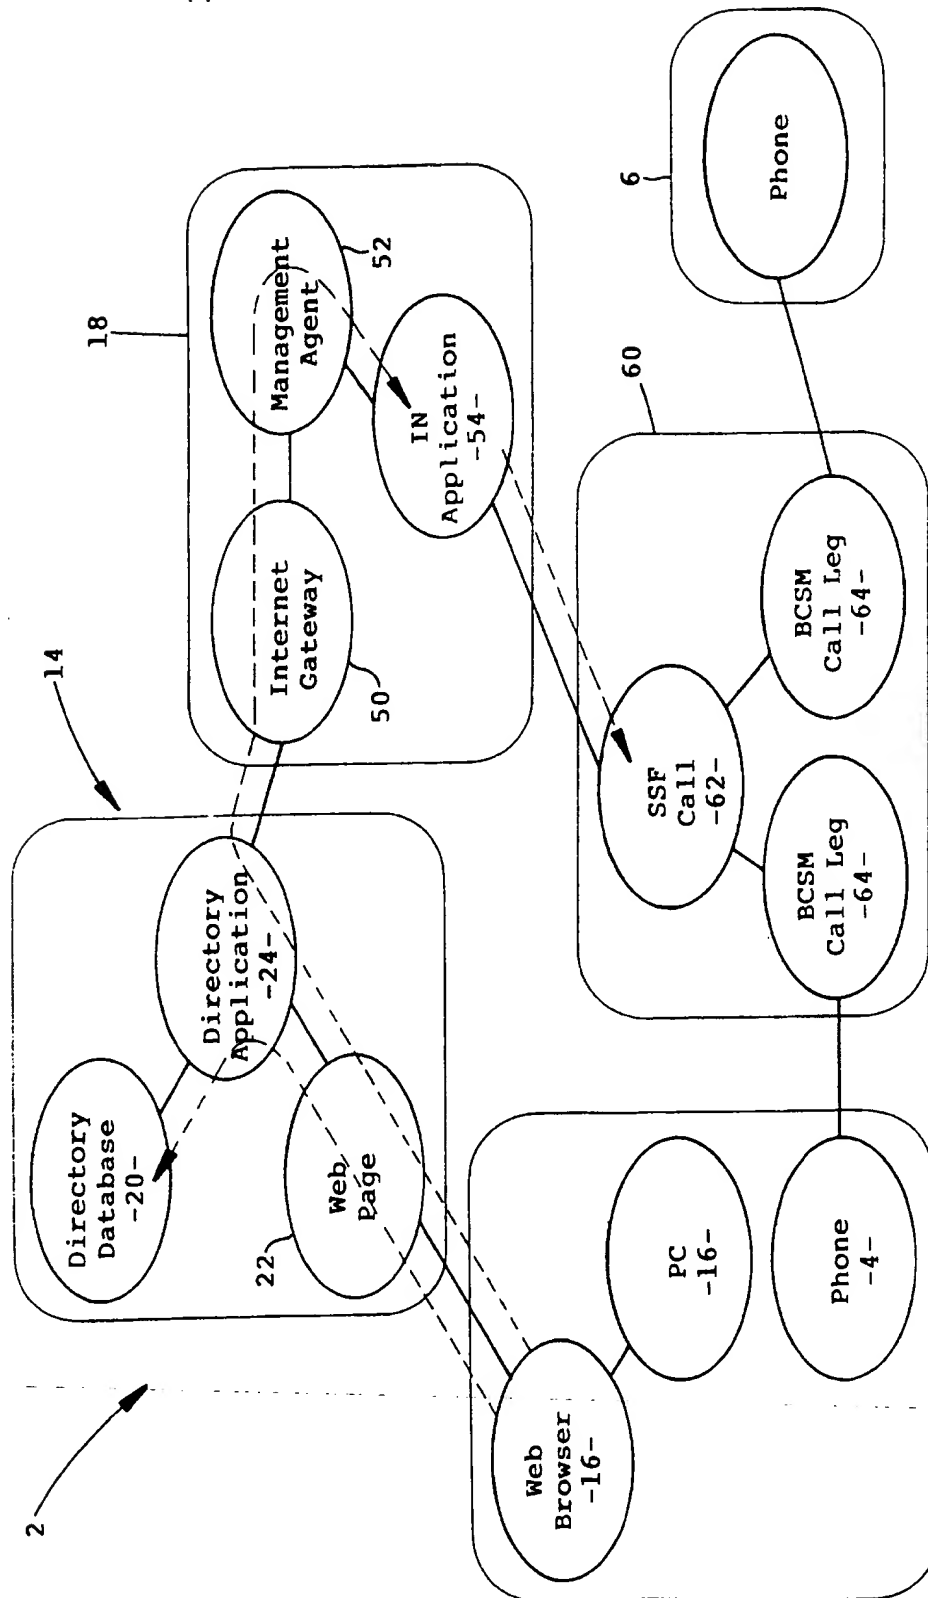 2
14
Directory
Database
-20-
Directory
Application
-24-
22
Web
Page
18
Internet
Gateway
50
Management
Agent
52
IN
Application
-54-
Web
Browser
-16-
PC
-16-
Phone
-4-
60
SSF
Call
-62-
BCSM
Call Leg
-64-
BCSM
Call Leg
-64-
6
Phone